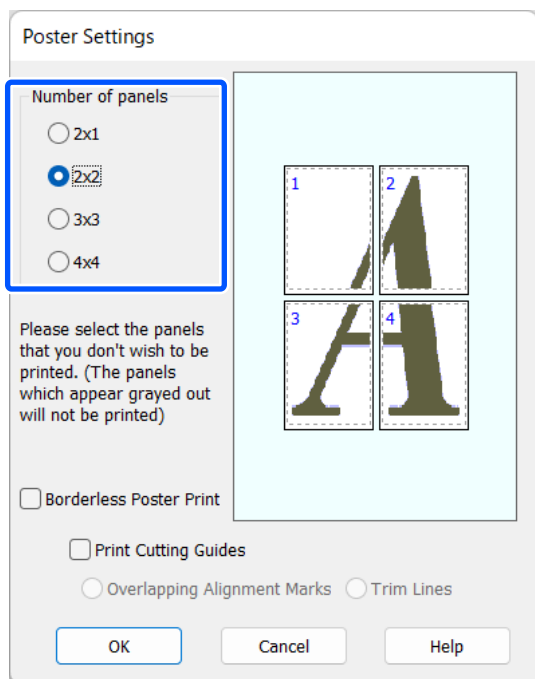 Poster Settings
Number of panels
2x1
2x2
3x3
4x4
1
2
3
4
Please select the panels
that you don't wish to be
printed. (The panels
which appear grayed out
will not be printed)
Borderless Poster Print
Print Cutting Guides
Overlapping Alignment Marks
Trim Lines
OK
Cancel
Help